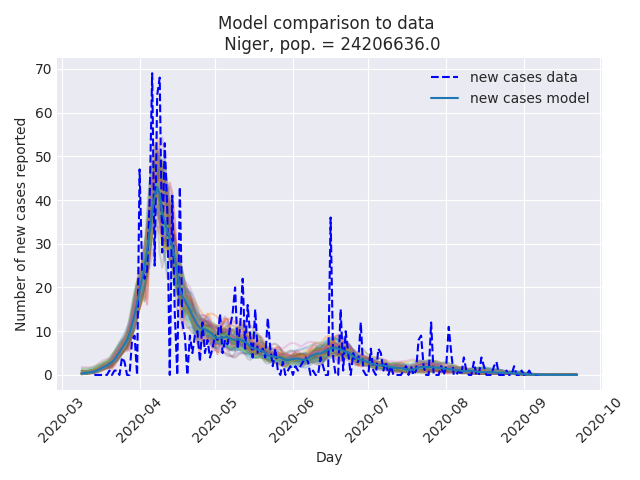 Model comparison to data
Niger, pop. = 24206636.0
new cases data
new cases model
Number of new cases reported
70
60
50
40
30
20
10
0
2020-03
2020-04
2020-05
2020-06
2020-07
2020-08
2020-09
2020-10
Day